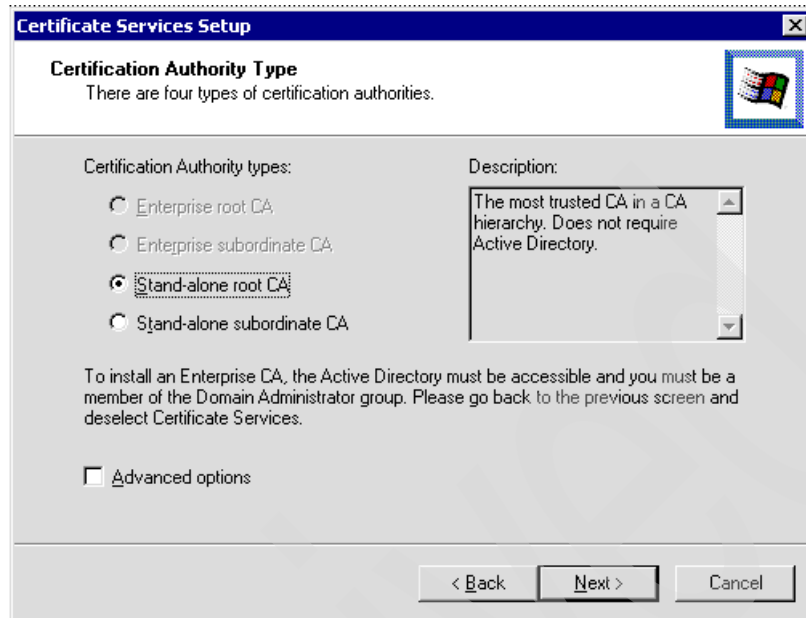 Certificate Services Setup
Certification Authority Type
There are four types of certification authorities.
Certification Authority types:
Enterprise root CA
Enterprise subordinate CA
Stand-alone root CA
Stand-alone subordinate CA
Description:
The most trusted CA in a CA
hierarchy. Does not require
Active Directory.
To install an Enterprise CA, the Active Directory must be accessible and you must be a
member of the Domain Administrator group. Please go back to the previous screen and
deselect Certificate Services.
Advanced options
< Back
Next >
Cancel